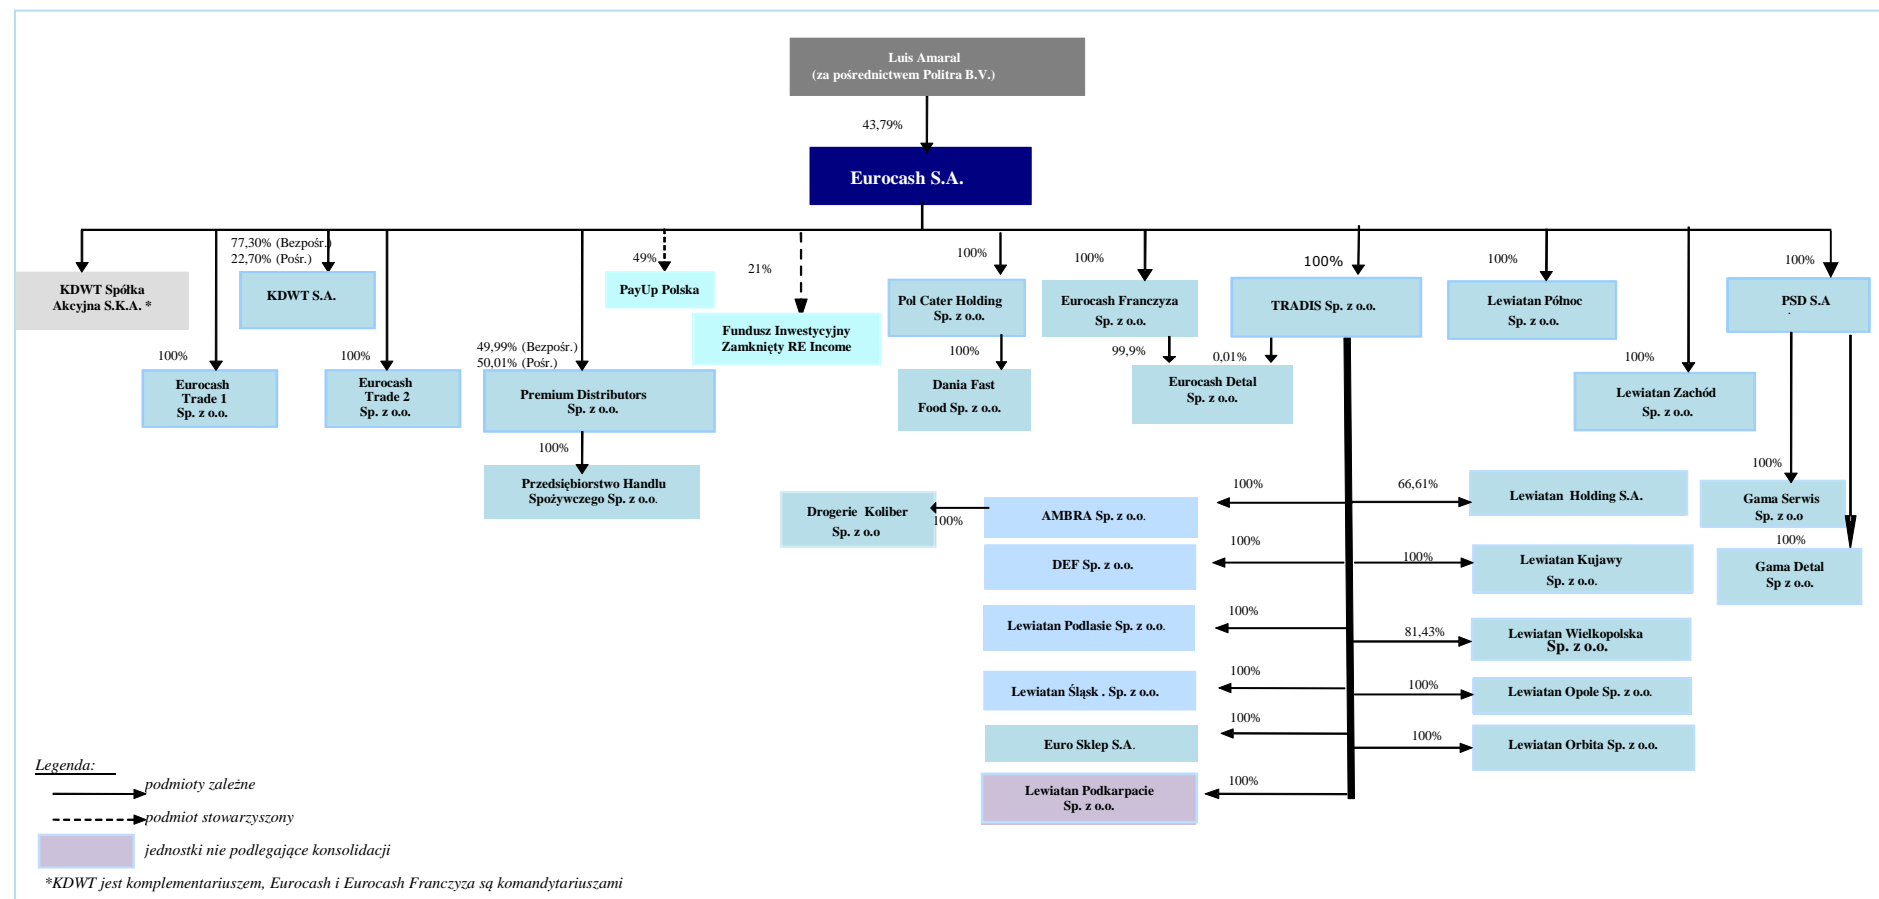 Luis Amaral
(za pośrednictwem Politra B.V.)
43,79%
Eurocash S.A.
77,30% (Bezpośr.)
22,70% (Pośr.)
KDWT Spółka
Akcyjna S.K.A. *
KDWT S.A.
49%
PayUp Polska
21%
Fundusz Inwestycyjny
Zamknięty RE Income
100%
Pol Cater Holding
Sp. z o.o.
100%
Eurocash Franczyza
Sp. z o.o.
100%
TRADIS Sp. z o.o.
100%
Lewiatan Północ
Sp. z o.o.
100%
PSD S.A
100%
Eurocash
Trade 1
Sp. z o.o.
100%
Eurocash
Trade 2
Sp. z o.o.
49,99% (Bezpośr.)
50,01% (Pośr.)
Premium Distributors
Sp. z o.o.
100%
Dania Fast
Food Sp. z o.o.
99,9%
0,01%
Eurocash Detal
Sp. z o.o.
100%
Lewiatan Zachód
Sp. z o.o.
100%
Przedsiębiorstwo Handlu
Spożywczego Sp. z o.o.
Drogerie Koliber
Sp. z o.o
100%
AMBRA Sp. z o.o.
100%
66,61%
Lewiatan Holding S.A.
100%
Gama Serwis
Sp. z o.o
DEF Sp. z o.o.
100%
100%
Lewiatan Kujawy
Sp. z o.o.
100%
Gama Detal
Sp z o.o.
Lewiatan Podlasie Sp. z o.o.
100%
81,43%
Lewiatan Wielkopolska
Sp. z o.o.
Lewiatan Śląsk . Sp. z o.o.
100%
100%
Lewiatan Opole Sp. z o.o.
Euro Sklep S.A.
100%
100%
Lewiatan Orbita Sp. z o.o.
Lewiatan Podkarpacie
Sp. z o.o.
100%
Legenda:
podmioty zależne
podmiot stowarzyszony
jednostki nie podlegające konsolidacji
*KDWT jest komplementariuszem, Eurocash i Eurocash Franczyza są komandytariuszami